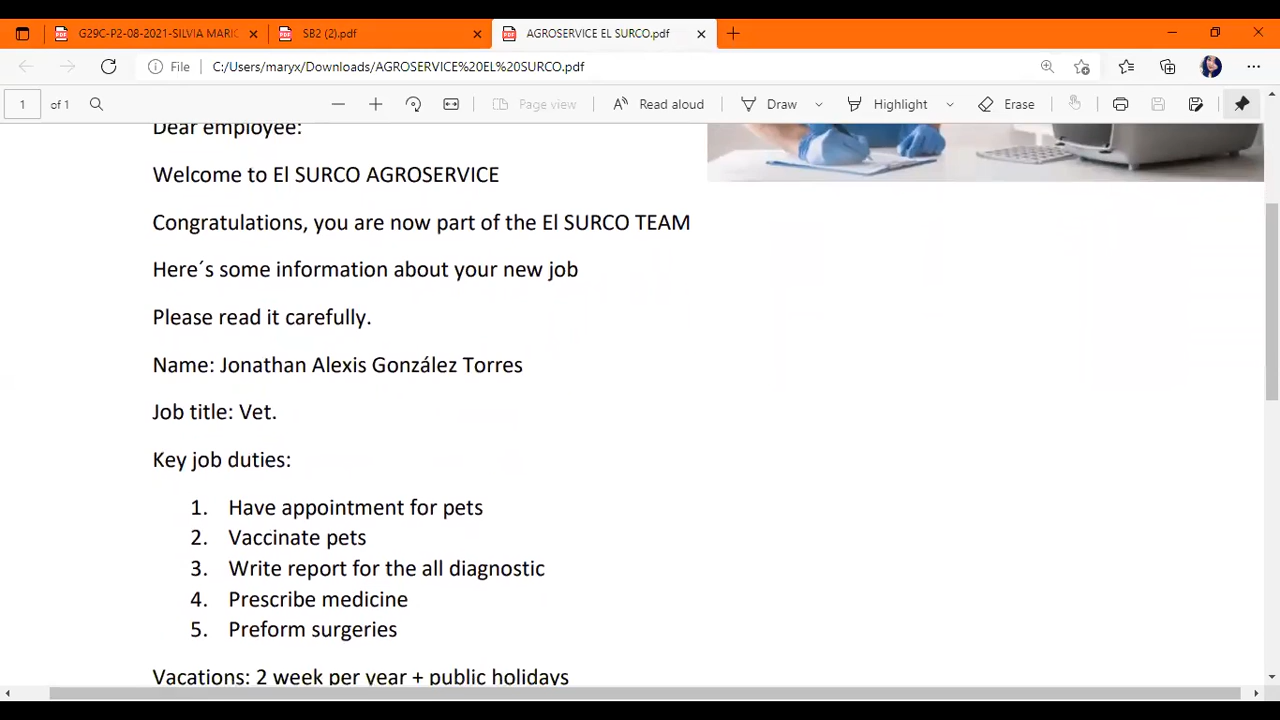 G29C-P2-08-2021-SILVIA MARIC
SB2 (2).pdf
AGROSERVICE EL SURCO.pdf
File
C:/Users/maryx/Downloads/AGROSERVICE%20EL%20SURCO.pdf
1 of 1
Page view
Read aloud
Draw
Highlight
Erase
Dear employee:
Welcome to El SURCO AGROSERVICE
Congratulations, you are now part of the El SURCO TEAM
Here´s some information about your new job
Please read it carefully.
Name: Jonathan Alexis González Torres
Job title: Vet.
Key job duties:
1. Have appointment for pets
2. Vaccinate pets
3. Write report for the all diagnostic
4. Prescribe medicine
5. Preform surgeries
Vacations: 2 week per year + public holidays